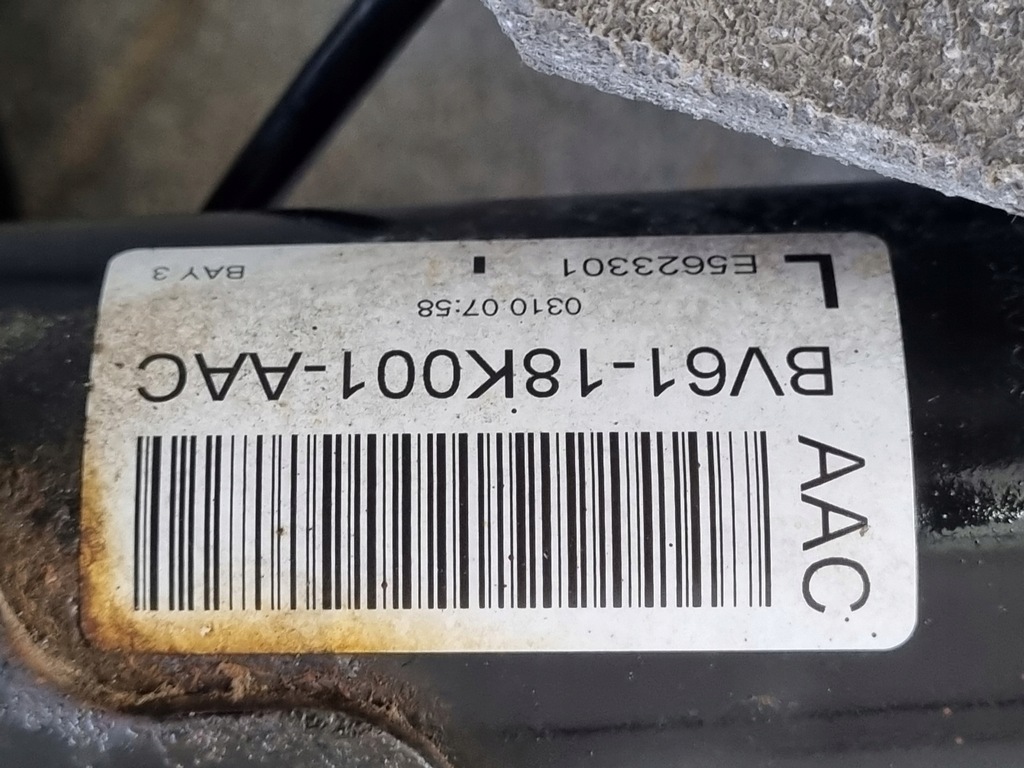 AAC
BV61-18K001-AAC
0310 07:58
L E5623301 BAY 3